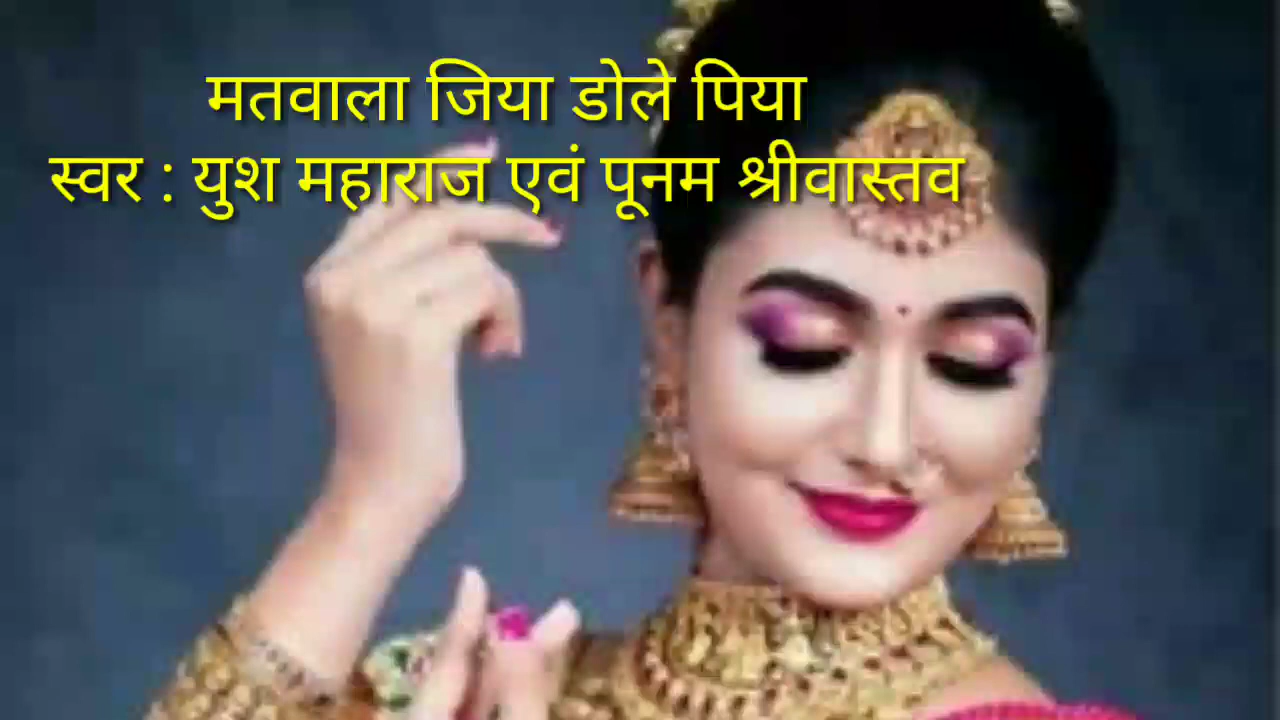 मतवाला जिया डोले पिया
स्वर : युश महाराज एवं पूनम श्रीवास्तव